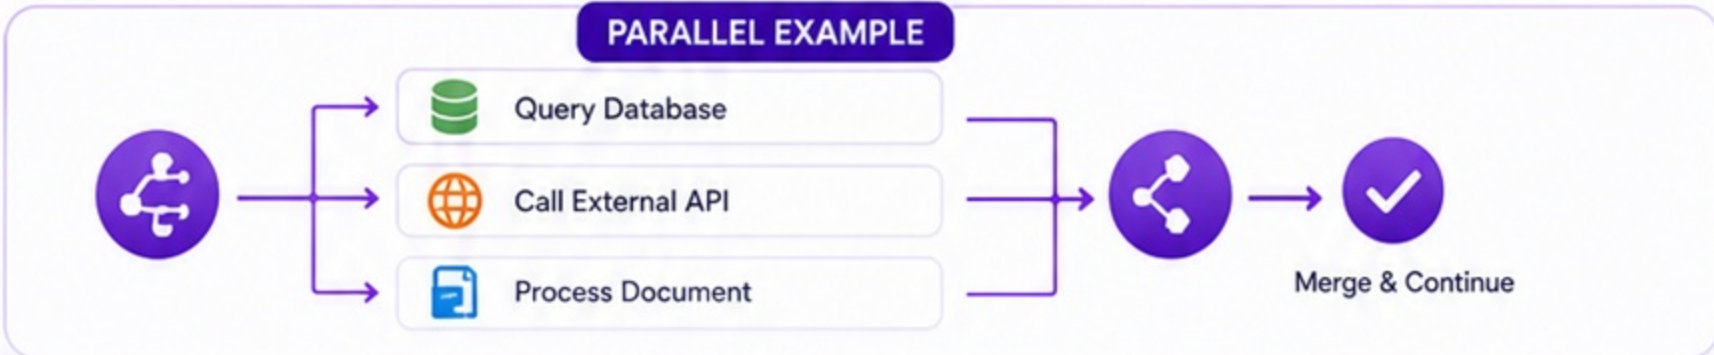 PARALLEL EXAMPLE
Query Database
Call External API
Process Document
Merge & Continue